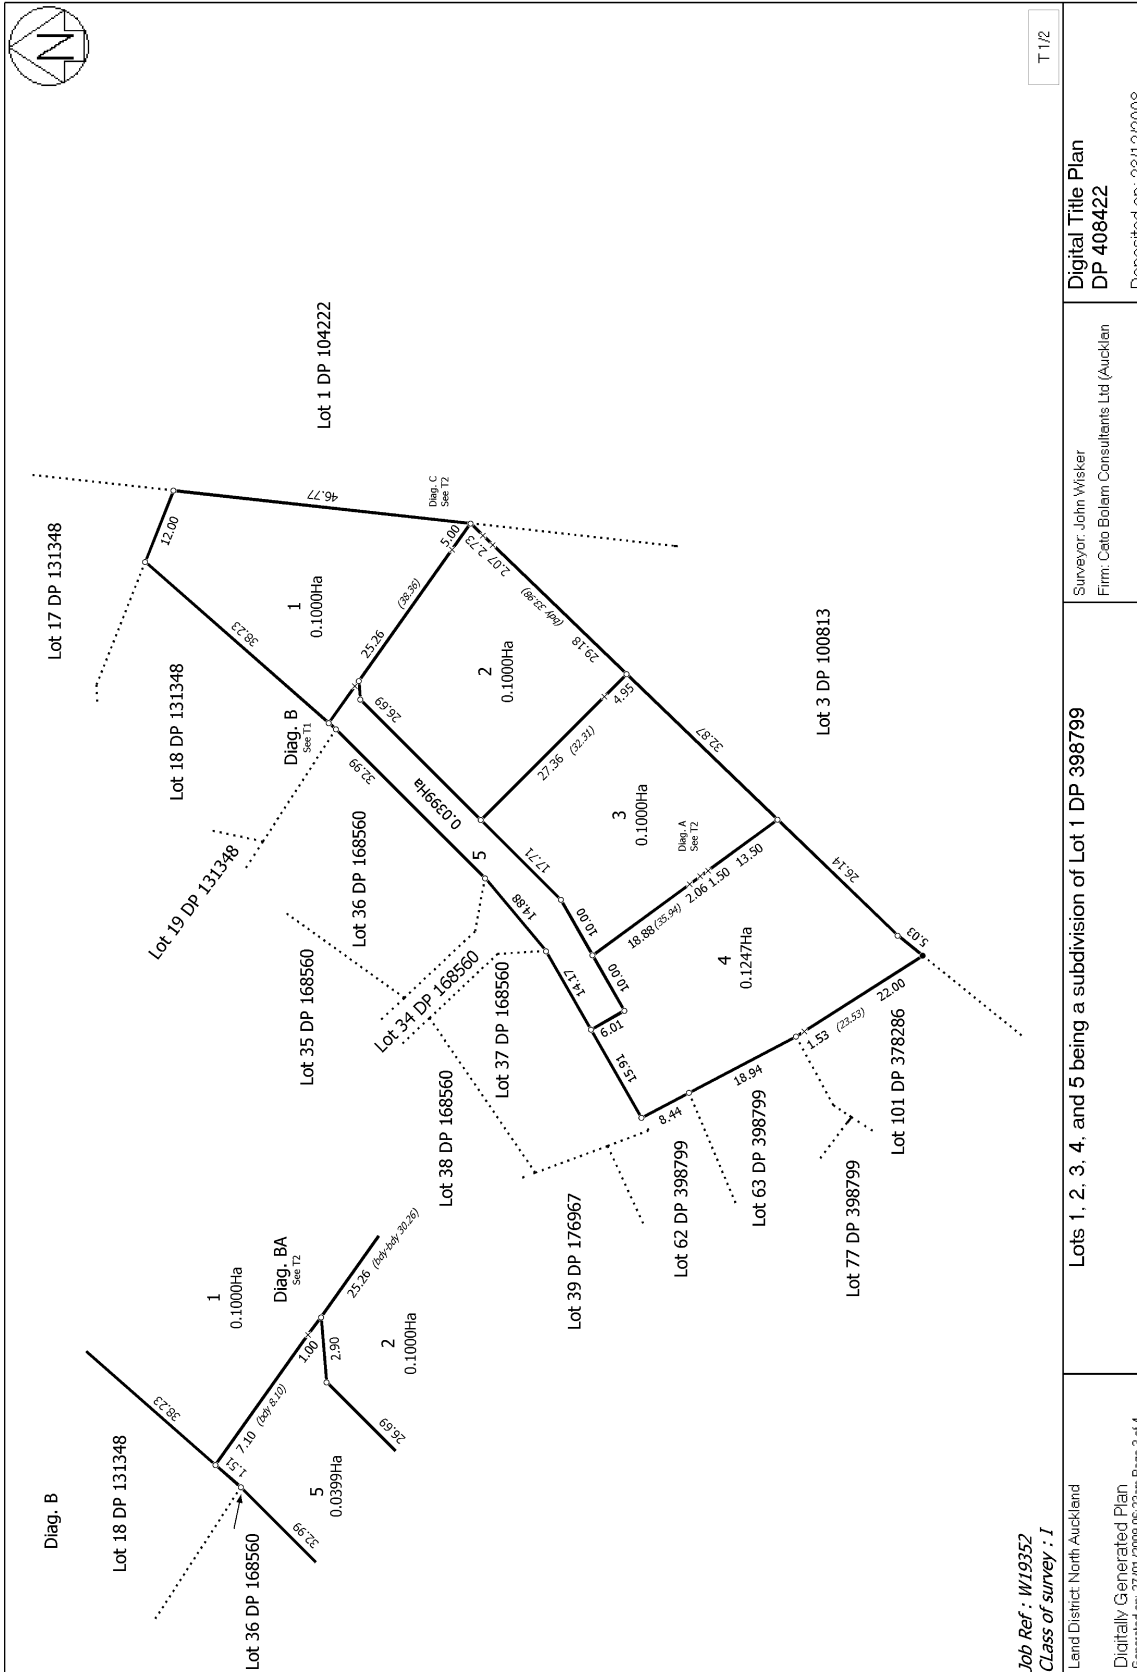 N
T 1/2
Lot 17 DP 131348
Lot 1 DP 104222
12.00
46.77
38.23
1
0.1000Ha
Lot 18 DP 131348
Diag. B
See T1
25.26
(38.36)
5.00
Diag. C
See T2
2.73
2.07
(bdy 33.98)
29.18
2
0.1000Ha
26.69
32.99
0.0399Ha
5
Lot 19 DP 131348
Lot 36 DP 168560
27.36
(32.31)
4.95
Lot 3 DP 100813
32.87
3
0.1000Ha
Diag. A
See T2
17.71
14.88
10.00
18.88
(35.94)
2.06
1.50
13.50
26.14
5.03
Lot 35 DP 168560
Lot 34 DP 168560
Lot 37 DP 168560
14.17
10.00
6.01
15.91
4
0.1247Ha
22.00
(23.53)
1.53
18.94
8.44
Lot 38 DP 168560
Lot 39 DP 176967
Lot 62 DP 398799
Lot 63 DP 398799
Lot 77 DP 398799
Lot 101 DP 378286
Diag. B
Lot 18 DP 131348
38.23
1
0.1000Ha
Diag. BA
See T2
1.51
7.10
(bdy 8.10)
1.00
25.26
(bdy-bdy 30.26)
2.90
2
0.1000Ha
26.69
5
0.0399Ha
32.99
Lot 36 DP 168560
Job Ref : W19352
CLass of survey : I
Land District: North Auckland
Digitally Generated Plan
Lots 1, 2, 3, 4, and 5 being a subdivision of Lot 1 DP 398799
Surveyor: John Wisker
Firm: Cato Bolam Consultants Ltd (Aucklan
Digital Title Plan
DP 408422